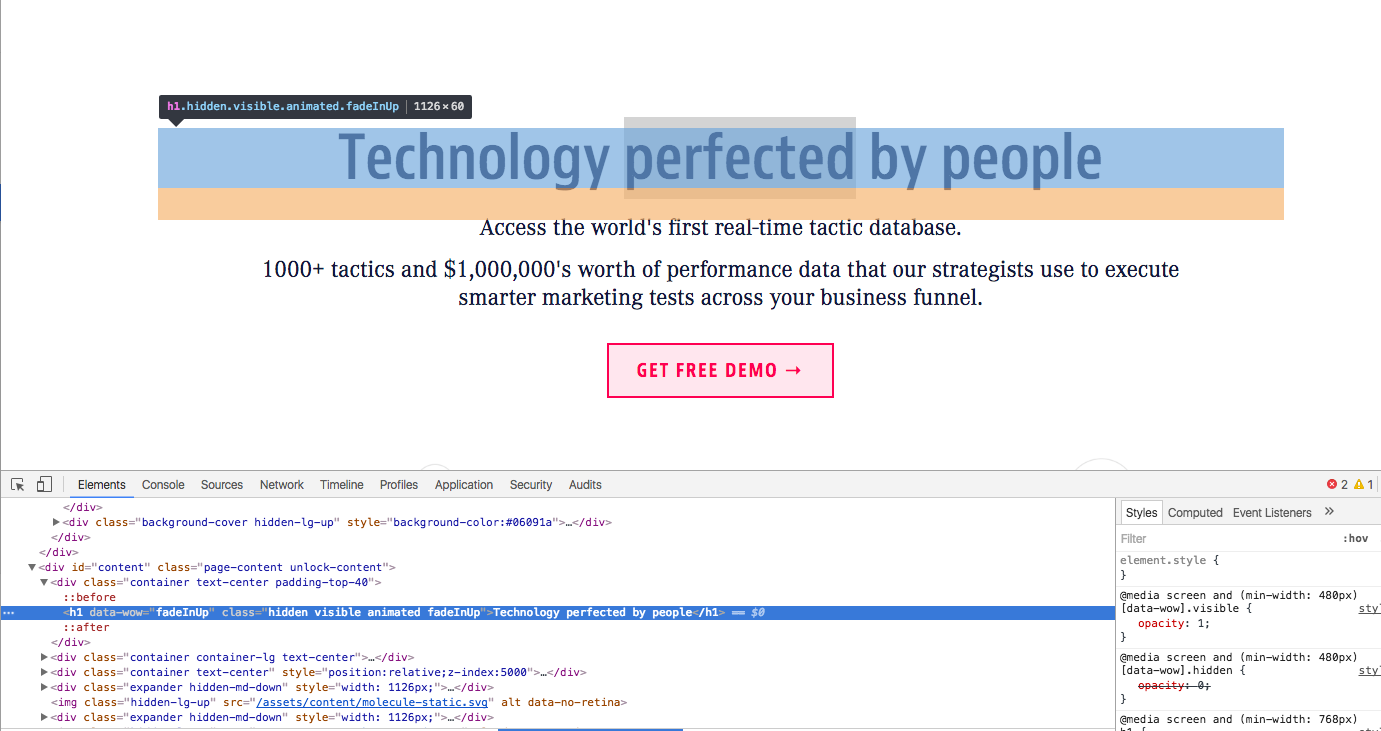 h1.hidden.visible.animated.fadeInUp | 1126 × 60
Technology perfected by people
Access the world's first real-time tactic database.
1000+ tactics and $1,000,000's worth of performance data that our strategists use to execute
smarter marketing tests across your business funnel.
GET FREE DEMO →
Elements Console Sources Network Timeline Profiles Application Security Audits 2 1
</div>
▶<div class="background-cover hidden-lg-up" style="background-color:#06091a">…</div>
</div>
</div>
▼<div id="content" class="page-content unlock-content">
▼<div class="container text-center padding-top-40">
::before
…<h1 data-wow="fadeInUp" class="hidden visible animated fadeInUp">Technology perfected by people</h1> == $0
::after
</div>
▶<div class="container container-lg text-center">…</div>
▶<div class="container text-center" style="position:relative;z-index:5000">…</div>
▶<div class="expander hidden-md-down" style="width: 1126px;">…</div>
<img class="hidden-lg-up" src="/assets/content/molecule-static.svg" alt data-no-retina>
▶<div class="expander hidden-md-down" style="width: 1126px;">…</div>
Styles Computed Event Listeners »
Filter :hov
element.style {
}
@media screen and (min-width: 480px)
[data-wow].visible { sty
opacity: 1;
}
@media screen and (min-width: 480px)
[data-wow].hidden { sty
opacity: 0;
}
@media screen and (min-width: 768px)
h1 {